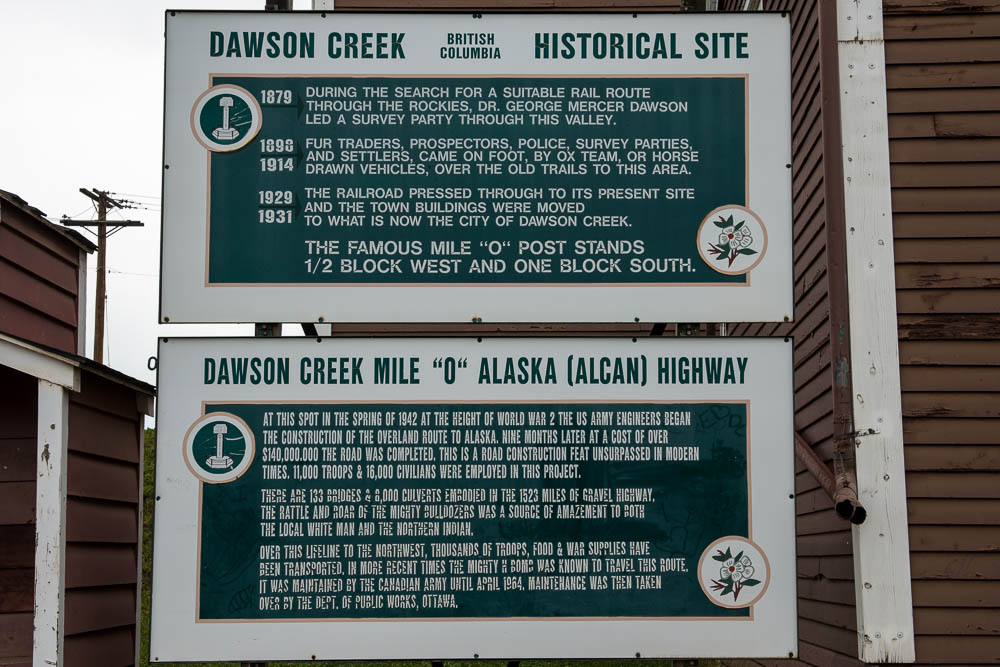 DAWSON CREEK BRITISH COLUMBIA HISTORICAL SITE
1879 DURING THE SEARCH FOR A SUITABLE RAIL ROUTE
THROUGH THE ROCKIES, DR. GEORGE MERCER DAWSON
LED A SURVEY PARTY THROUGH THIS VALLEY.
1898 FUR TRADERS, PROSPECTORS, POLICE, SURVEY PARTIES,
AND SETTLERS, CAME ON FOOT, BY OX TEAM, OR HORSE
1914 DRAWN VEHICLES, OVER THE OLD TRAILS TO THIS AREA.
1929 THE RAILROAD PRESSED THROUGH TO ITS PRESENT SITE
AND THE TOWN BUILDINGS WERE MOVED
1931 TO WHAT IS NOW THE CITY OF DAWSON CREEK.
THE FAMOUS MILE "O" POST STANDS
1/2 BLOCK WEST AND ONE BLOCK SOUTH.
DAWSON CREEK MILE "O" ALASKA (ALCAN) HIGHWAY
AT THIS SPOT IN THE SPRING OF 1942 AT THE HEIGHT OF WORLD WAR 2 THE US ARMY ENGINEERS BEGAN
THE CONSTRUCTION OF THE OVERLAND ROUTE TO ALASKA. NINE MONTHS LATER AT A COST OF OVER
$140,000.000 THE ROAD WAS COMPLETED. THIS IS A ROAD CONSTRUCTION FEAT UNSURPASSED IN MODERN
TIMES. 11,000 TROOPS & 16,000 CIVILIANS WERE EMPLOYED IN THIS PROJECT.
THERE ARE 133 BRIDGES & 8,000 CULVERTS EMBODIED IN THE 1523 MILES OF GRAVEL HIGHWAY.
THE RATTLE AND ROAR OF THE MIGHTY BULLDOZERS WAS A SOURCE OF AMAZEMENT TO BOTH
THE LOCAL WHITE MAN AND THE NORTHERN INDIAN.
OVER THIS LIFELINE TO THE NORTHWEST, THOUSANDS OF TROOPS, FOOD & WAR SUPPLIES HAVE
BEEN TRANSPORTED. IN MORE RECENT TIMES THE MIGHTY H BOMB WAS KNOWN TO TRAVEL THIS ROUTE.
IT WAS MAINTAINED BY THE CANADIAN ARMY UNTIL APRIL 1964. MAINTENANCE WAS THEN TAKEN
OVER BY THE DEPT. OF PUBLIC WORKS, OTTAWA.